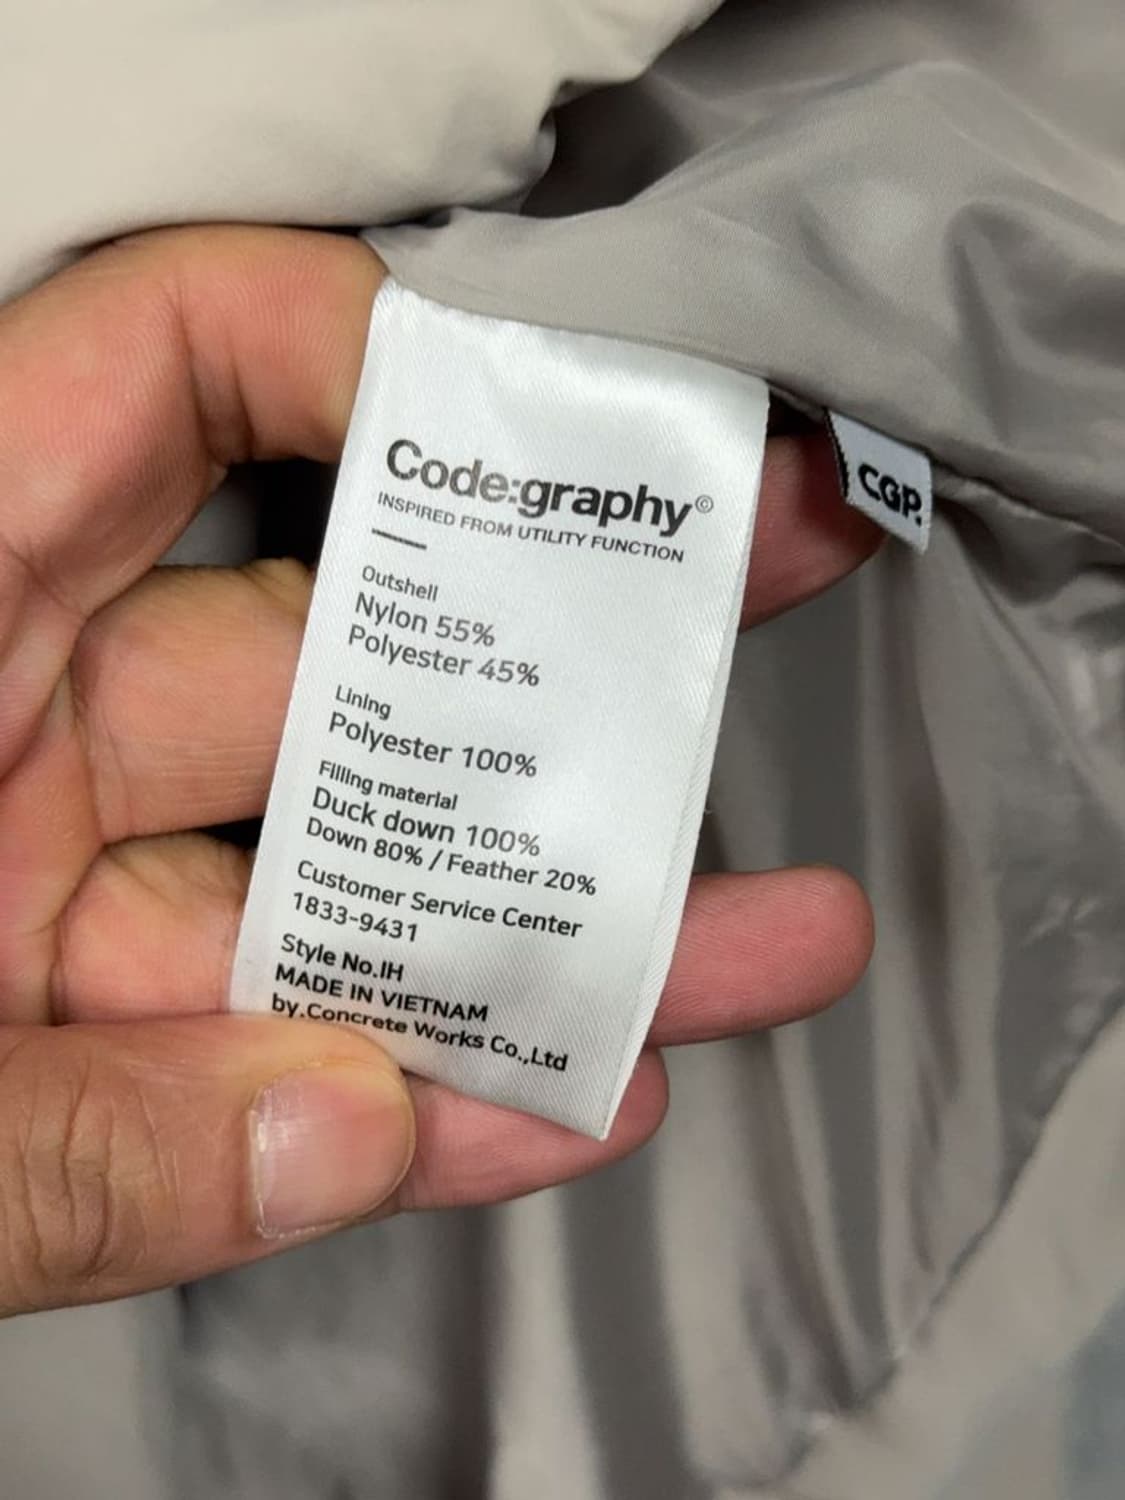 Code:graphy©
INSPIRED FROM UTILITY FUNCTION
Outshell
Nylon 55%
Polyester 45%
Lining
Polyester 100%
Filling material
Duck down 100%
Down 80% / Feather 20%
Customer Service Center
1833-9431
Style No.IH
MADE IN VIETNAM
by.Concrete Works Co.,Ltd
CGP.